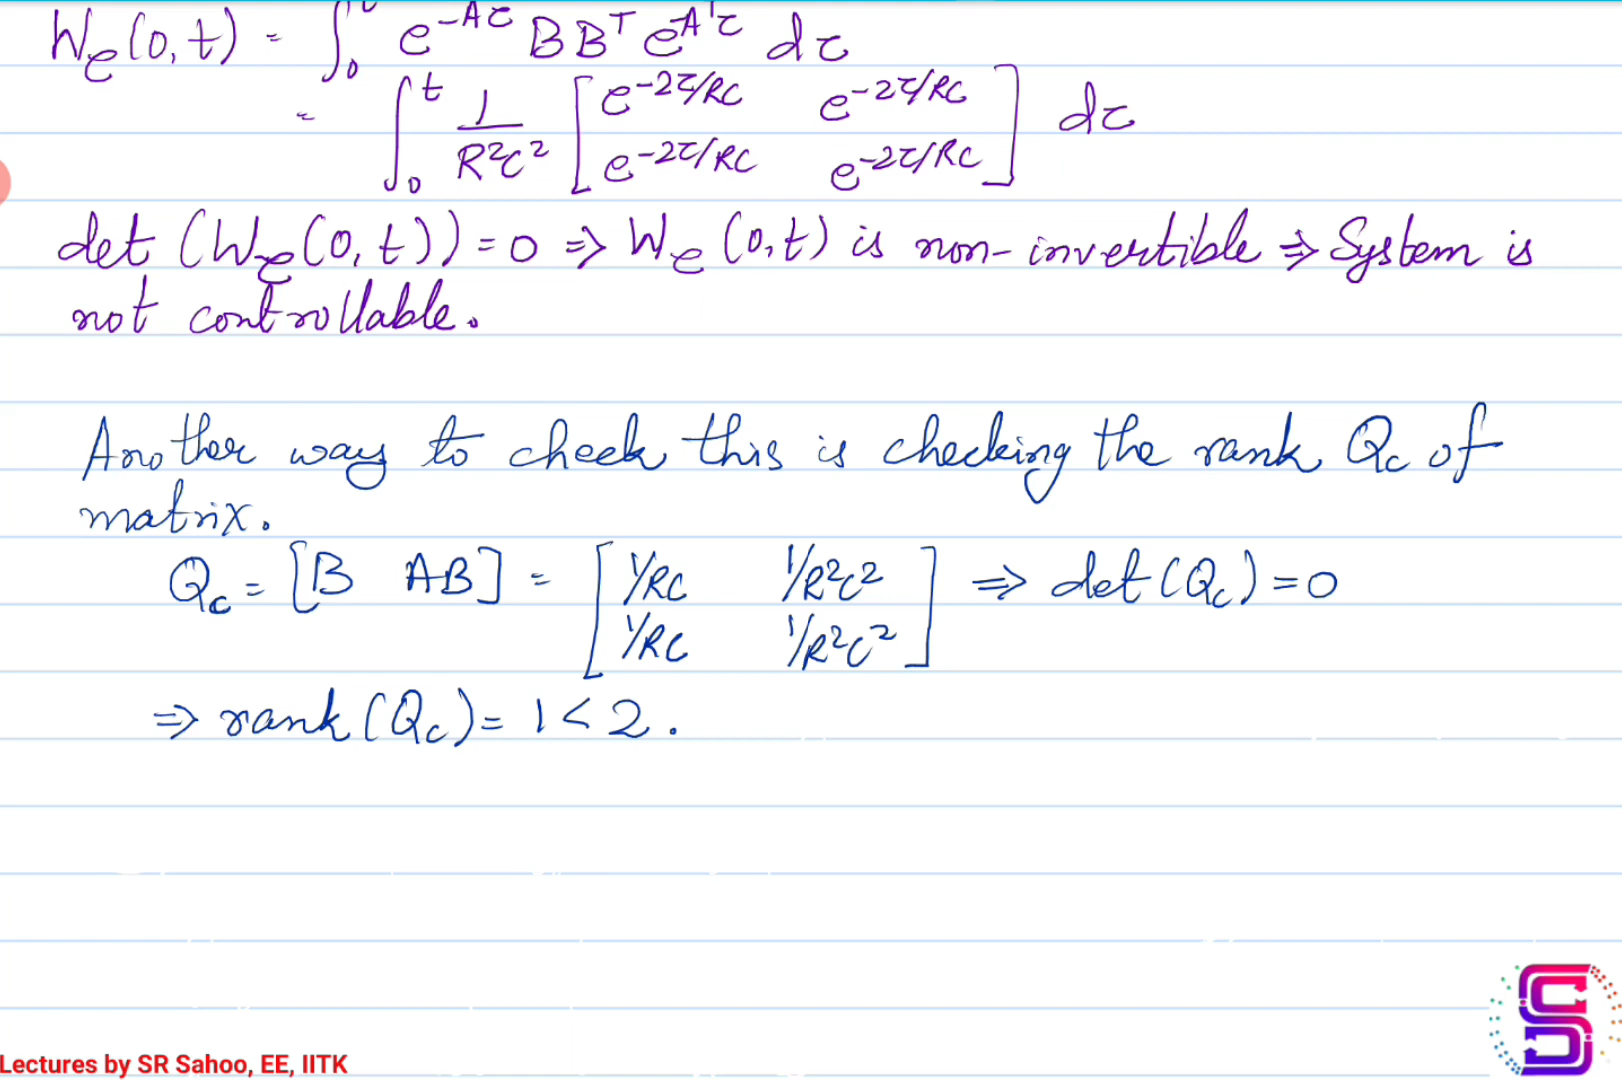 We(0,t) = ∫₀ᵗ e^-Aτ B Bᵀ e^A'τ dτ
= ∫₀ᵗ 1/R²C² [e^-2τ/RC e^-2τ/RC
e^-2τ/RC e^-2τ/RC] dτ
det (We(0,t)) = 0 ⇒ We(0,t) is non-invertible ⇒ System is
not controllable.
Another way to check this is checking the rank Qc of
matrix.
Qc = [B AB] = [1/RC 1/R²C²
1/RC 1/R²C²] ⇒ det(Qc) = 0
⇒ rank(Qc) = 1 < 2.
Lectures by SR Sahoo, EE, IITK